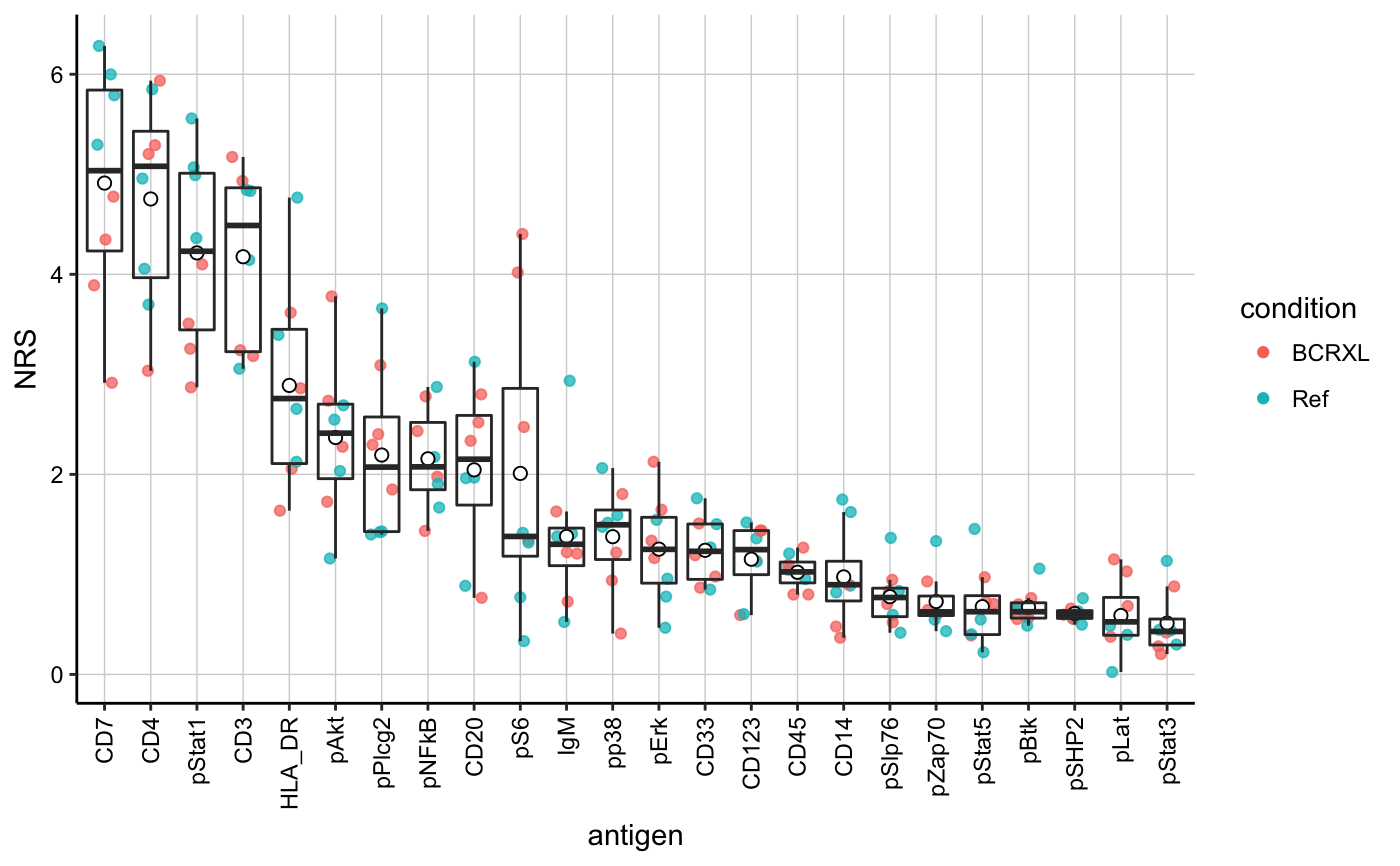 NRS
6
4
2
0
CD7
CD4
pStat1
CD3
HLA_DR
pAkt
pPlcg2
pNFkB
CD20
pS6
IgM
pp38
pErk
CD33
CD123
CD45
CD14
pSlp76
pZap70
pStat5
pBtk
pSHP2
pLat
pStat3
antigen
condition
BCRXL
Ref